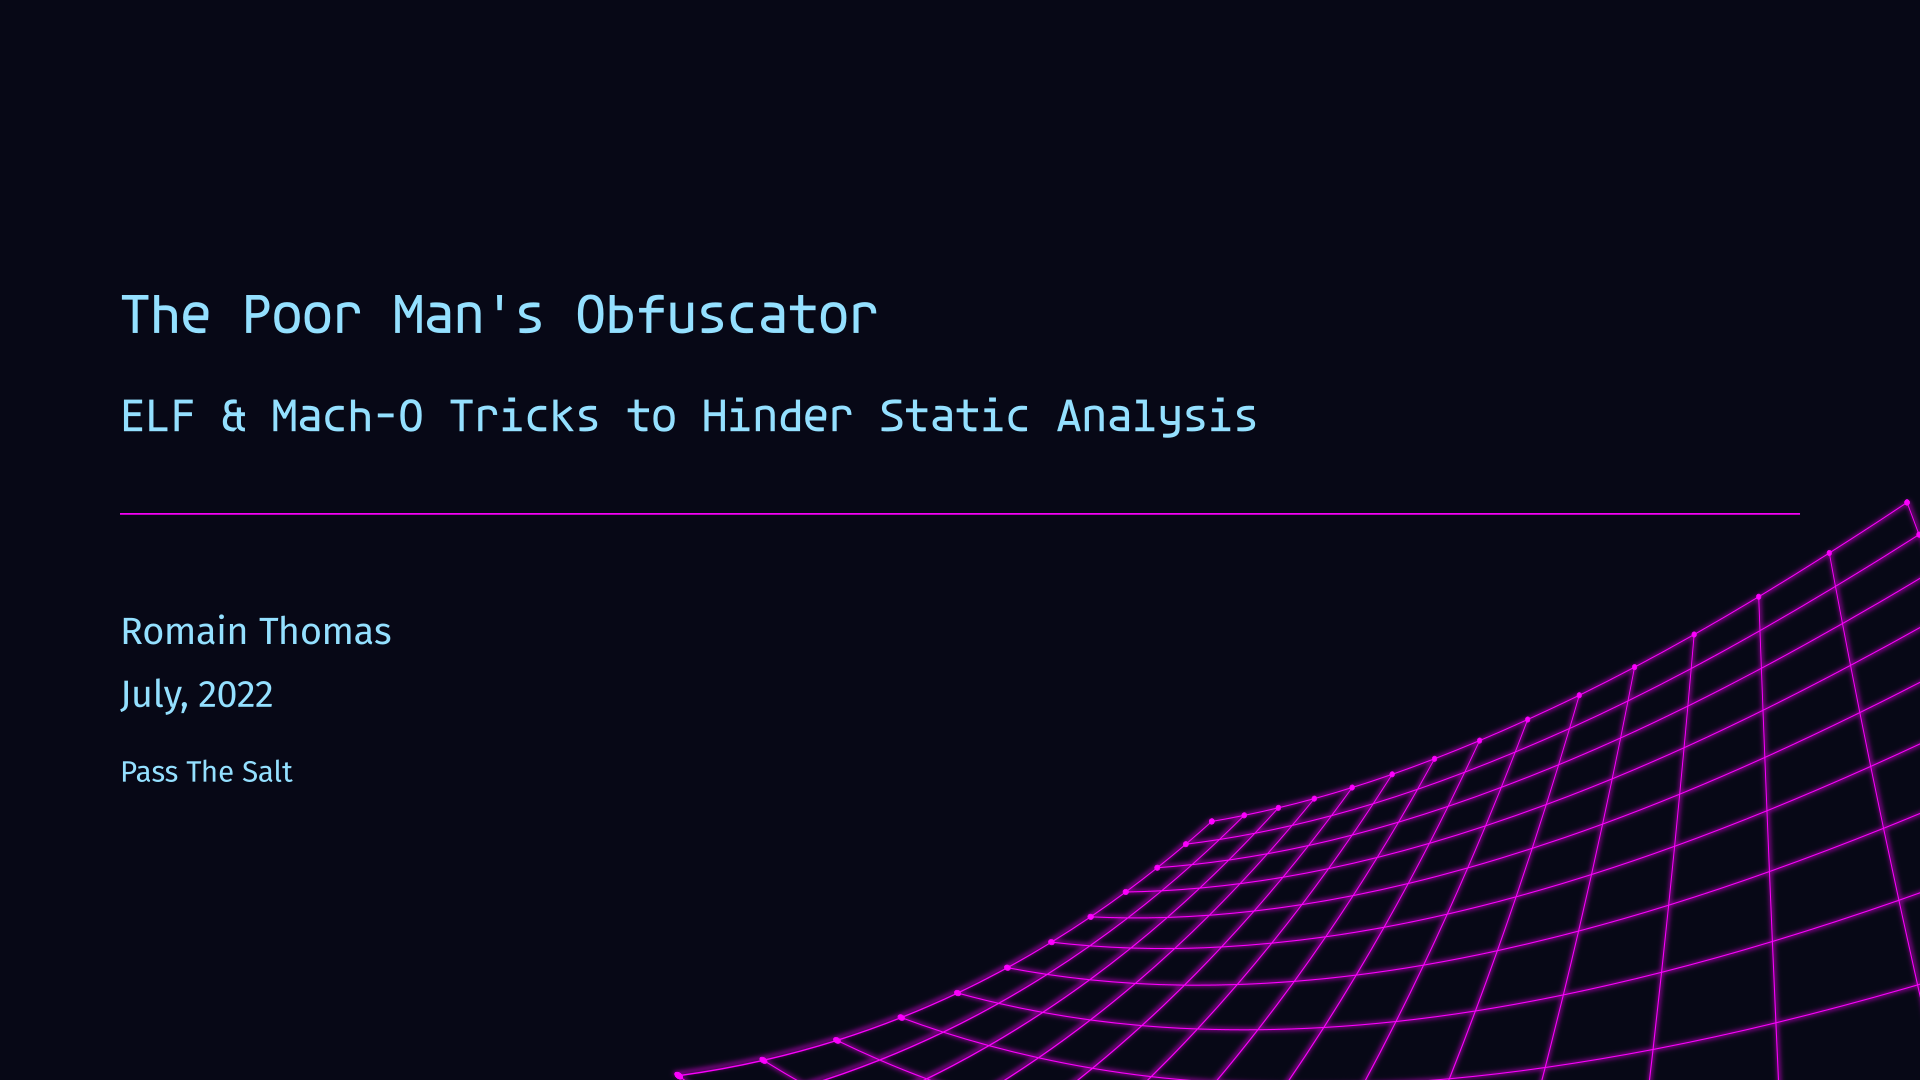 The Poor Man's Obfuscator
ELF & Mach-O Tricks to Hinder Static Analysis
Romain Thomas
July, 2022
Pass The Salt